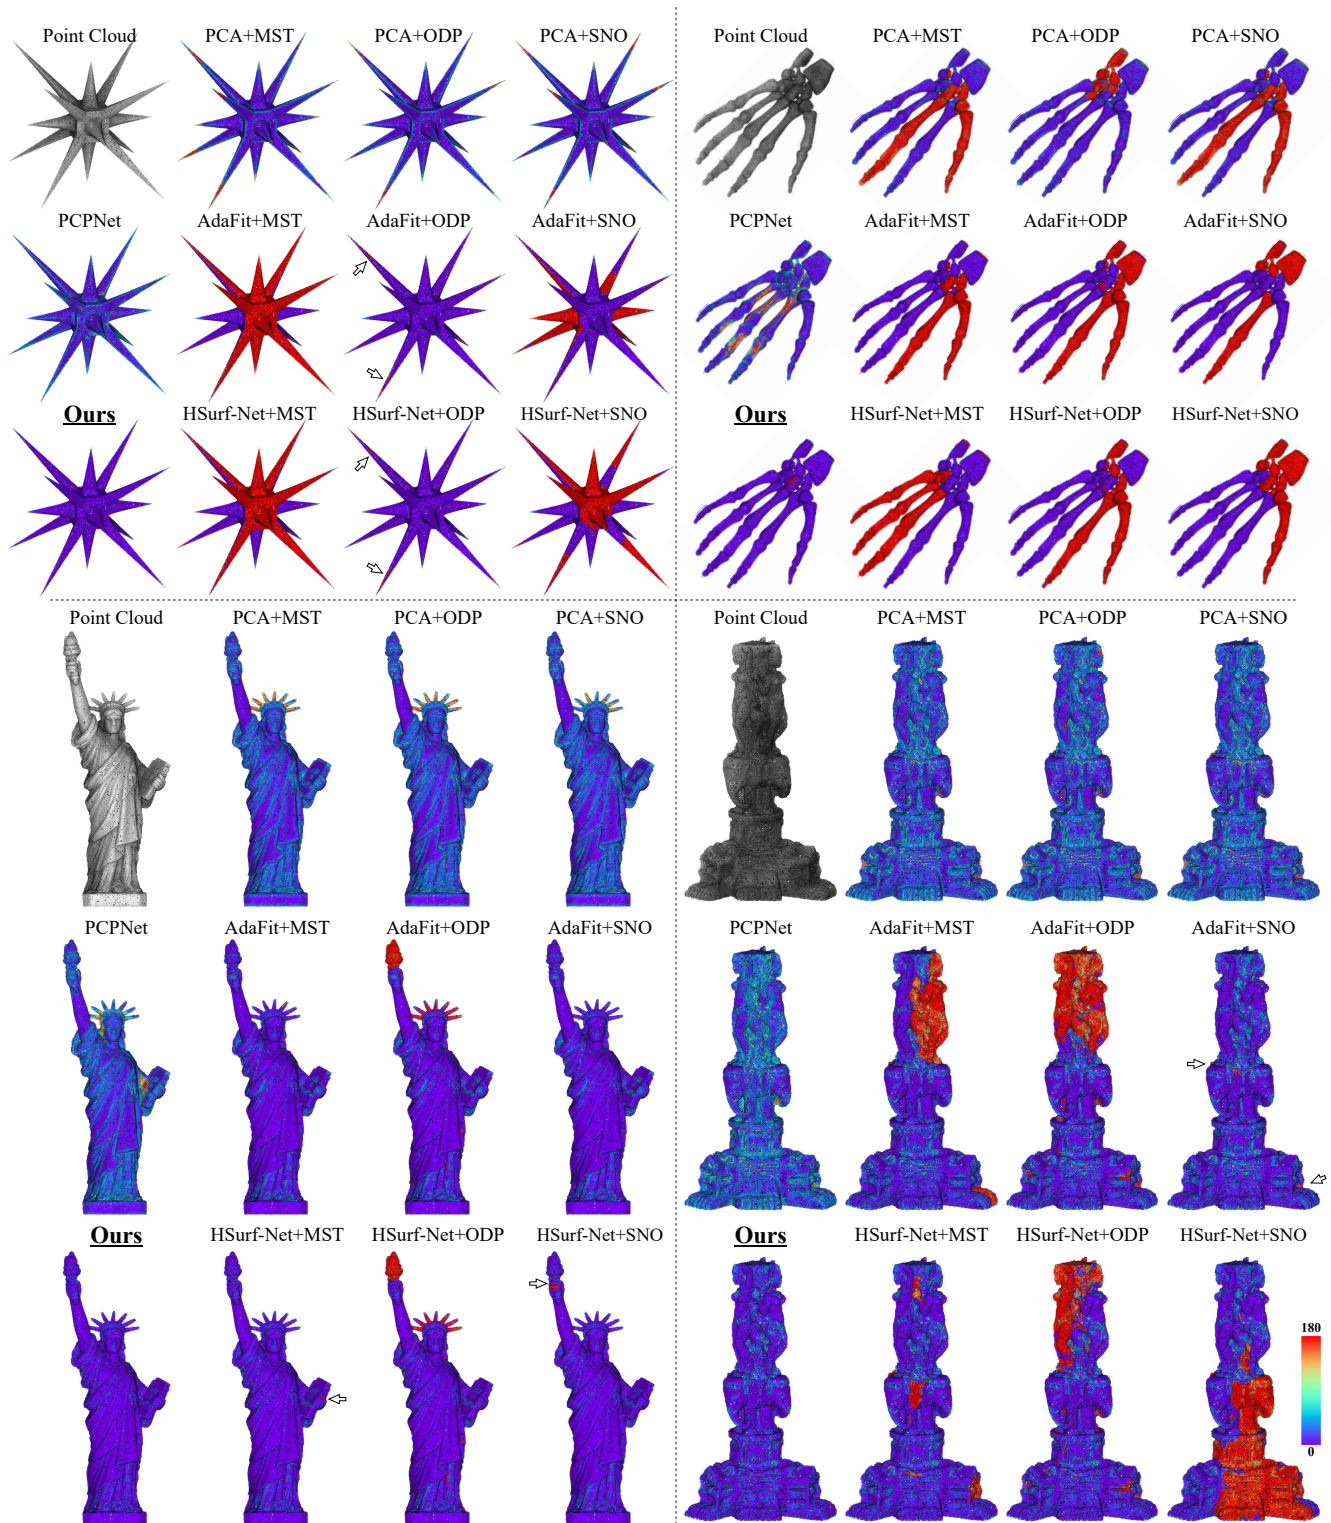 Point Cloud PCA+MST PCA+ODP PCA+SNO
PCPNet AdaFit+MST AdaFit+ODP AdaFit+SNO
Ours HSurf-Net+MST HSurf-Net+ODP HSurf-Net+SNO
Point Cloud PCA+MST PCA+ODP PCA+SNO
PCPNet AdaFit+MST AdaFit+ODP AdaFit+SNO
Ours HSurf-Net+MST HSurf-Net+ODP HSurf-Net+SNO
Point Cloud PCA+MST PCA+ODP PCA+SNO
PCPNet AdaFit+MST AdaFit+ODP AdaFit+SNO
Ours HSurf-Net+MST HSurf-Net+ODP HSurf-Net+SNO
Point Cloud PCA+MST PCA+ODP PCA+SNO
PCPNet AdaFit+MST AdaFit+ODP AdaFit+SNO
Ours HSurf-Net+MST HSurf-Net+ODP HSurf-Net+SNO
180
0